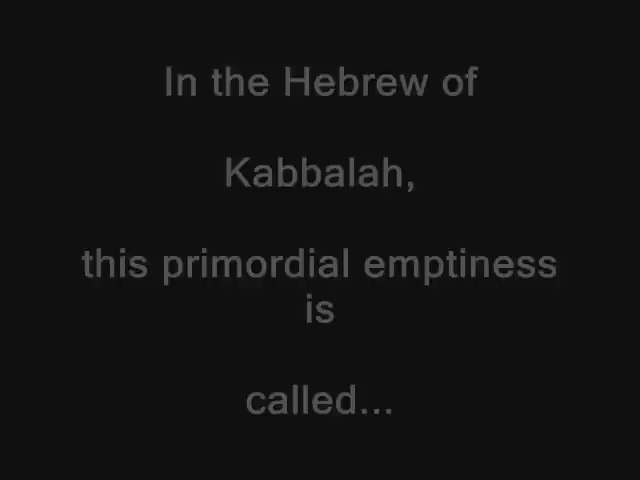 In the Hebrew of
Kabbalah,
this primordial emptiness
is
called...